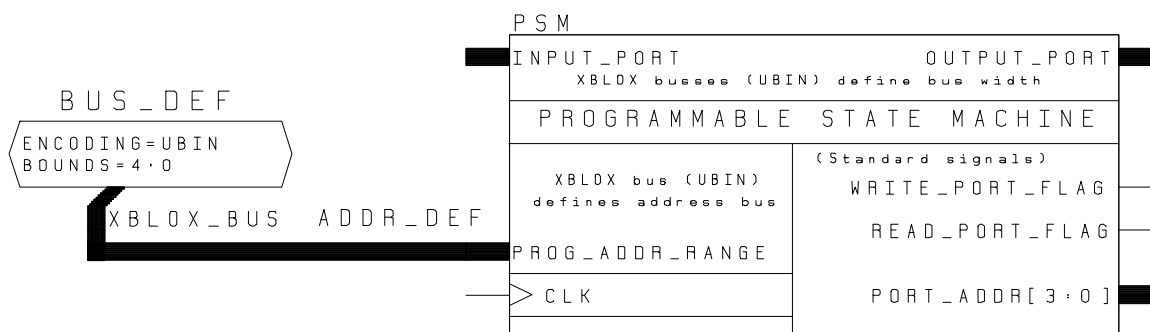 PSM
INPUT_PORT OUTPUT_PORT
XBLOX busses (UBIN) define bus width
BUS_DEF
PROGRAMMABLE STATE MACHINE
ENCODING=UBIN
BOUNDS=4:0
(Standard signals)
XBLOX bus (UBIN)
defines address bus
WRITE_PORT_FLAG
XBLOX_BUS ADDR_DEF
READ_PORT_FLAG
PROG_ADDR_RANGE
CLK
PORT_ADDR[3:0]